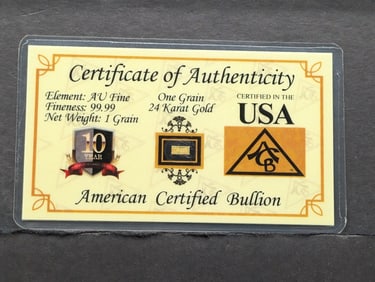 Certificate of Authenticity
Element: AU Fine
Fineness: 99.99
Net Weight: 1 Grain
One Grain
24 Karat Gold
CERTIFIED IN THE
USA
10
YEAR
ACB
American Certified Bullion